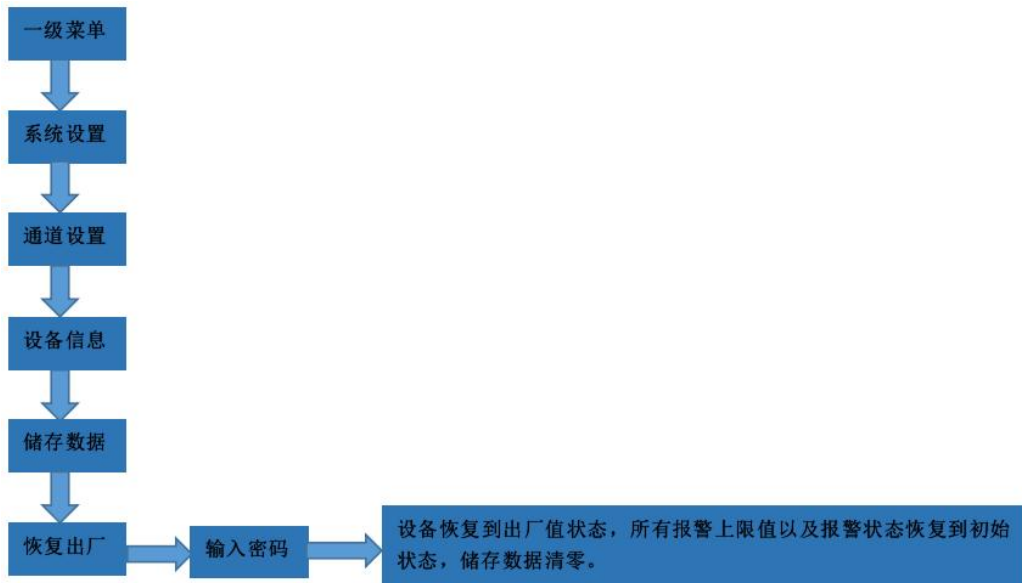 一级菜单
系统设置
通道设置
设备信息
储存数据
恢复出厂
输入密码
设备恢复到出厂值状态，所有报警上限值以及报警状态恢复到初始
状态，储存数据清零。